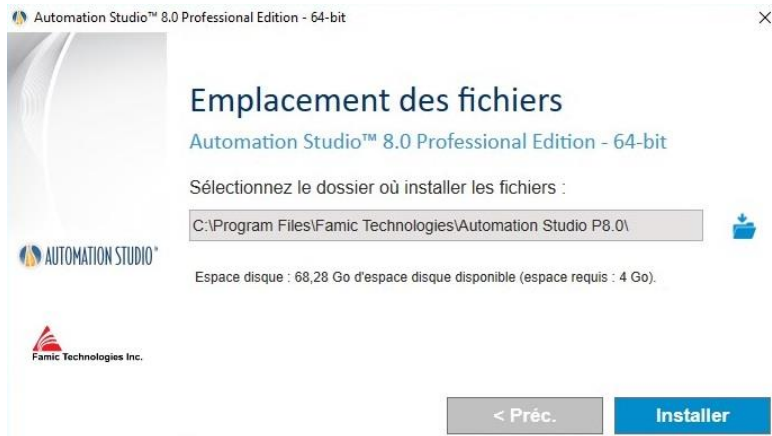 Automation Studio™ 8.0 Professional Edition - 64-bit
Emplacement des fichiers
Automation Studio™ 8.0 Professional Edition - 64-bit
Sélectionnez le dossier où installer les fichiers :
C:\Program Files\Famic Technologies\Automation Studio P8.0\
AUTOMATION STUDIO®
Espace disque : 68,28 Go d'espace disque disponible (espace requis : 4 Go).
Famic Technologies Inc.
< Préc.
Installer